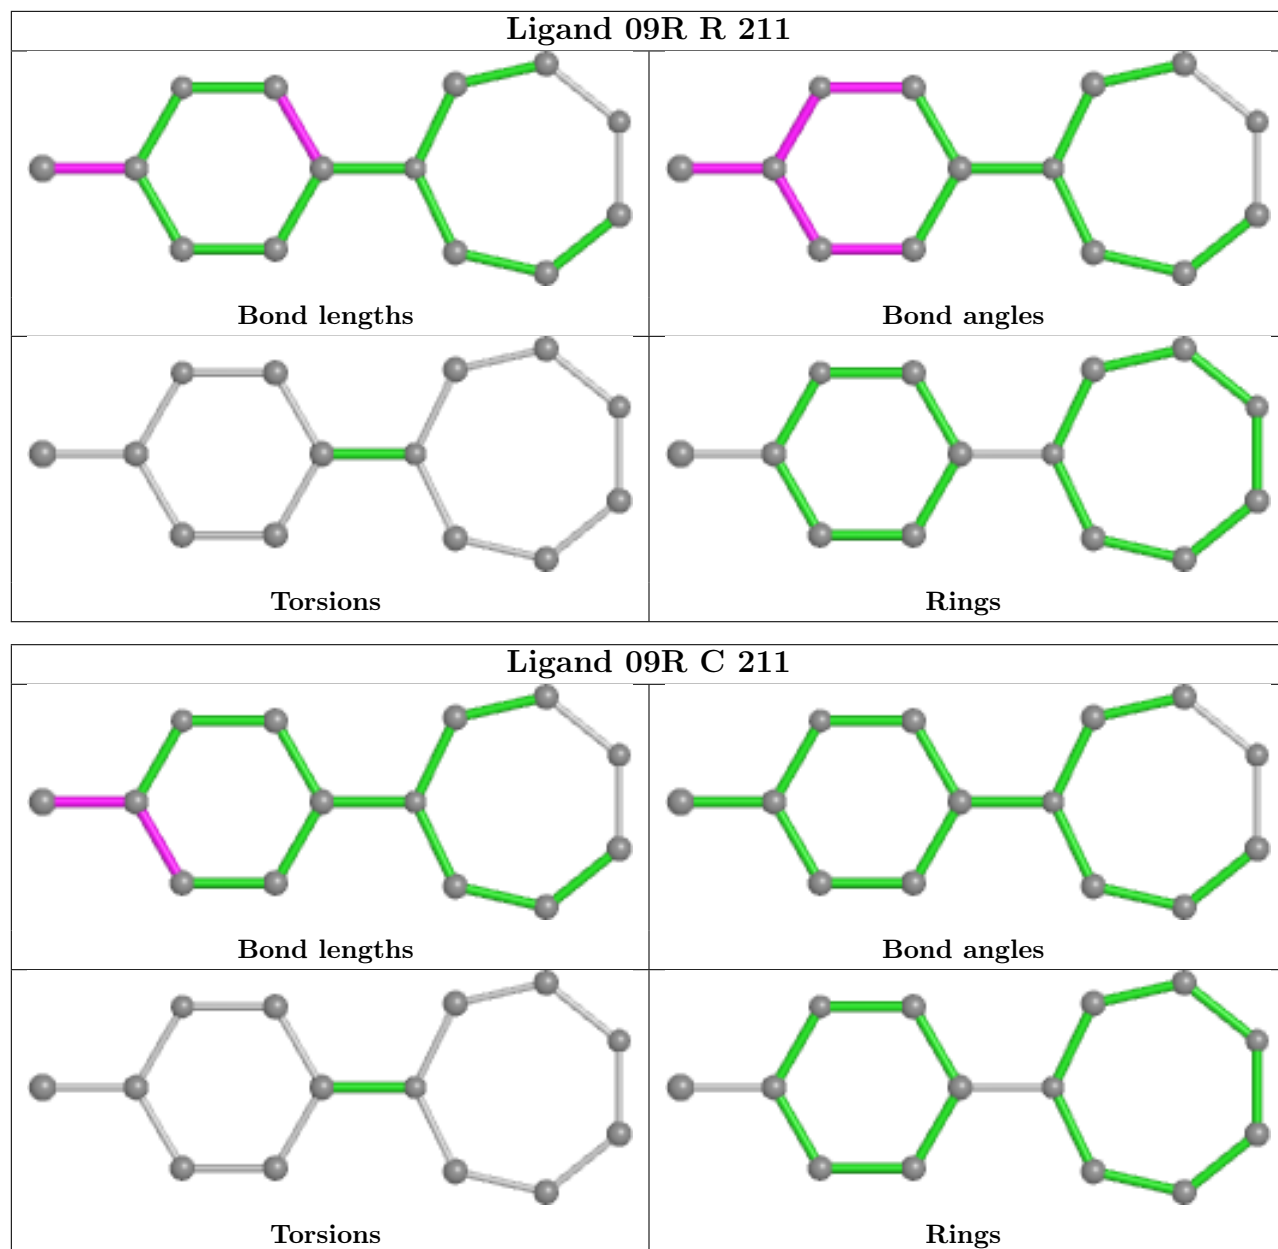 Ligand 09R R 211
Bond lengths
Bond angles
Torsions
Rings
Ligand 09R C 211
Bond lengths
Bond angles
Torsions
Rings